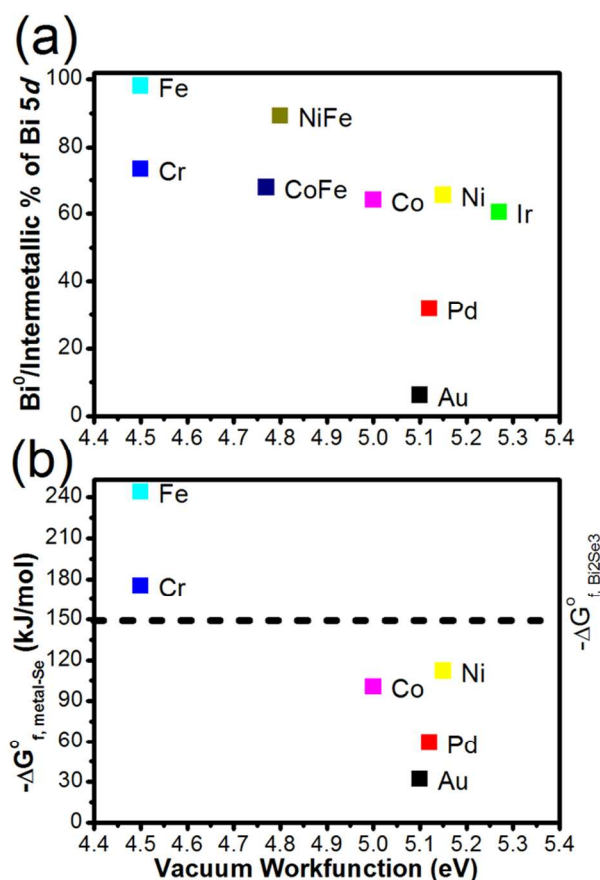 (a)
Bi⁰/Intermetallic % of Bi 5d
100
80
60
40
20
0
Fe
NiFe
Cr
CoFe
Co
Ni
Ir
Pd
Au
4.4 4.5 4.6 4.7 4.8 4.9 5.0 5.1 5.2 5.3 5.4
(b)
-ΔG°f, metal-Se (kJ/mol)
240
210
180
150
120
90
60
30
0
Fe
Cr
Co
Ni
Pd
Au
-ΔG°f, Bi2Se3
4.4 4.5 4.6 4.7 4.8 4.9 5.0 5.1 5.2 5.3 5.4
Vacuum Workfunction (eV)